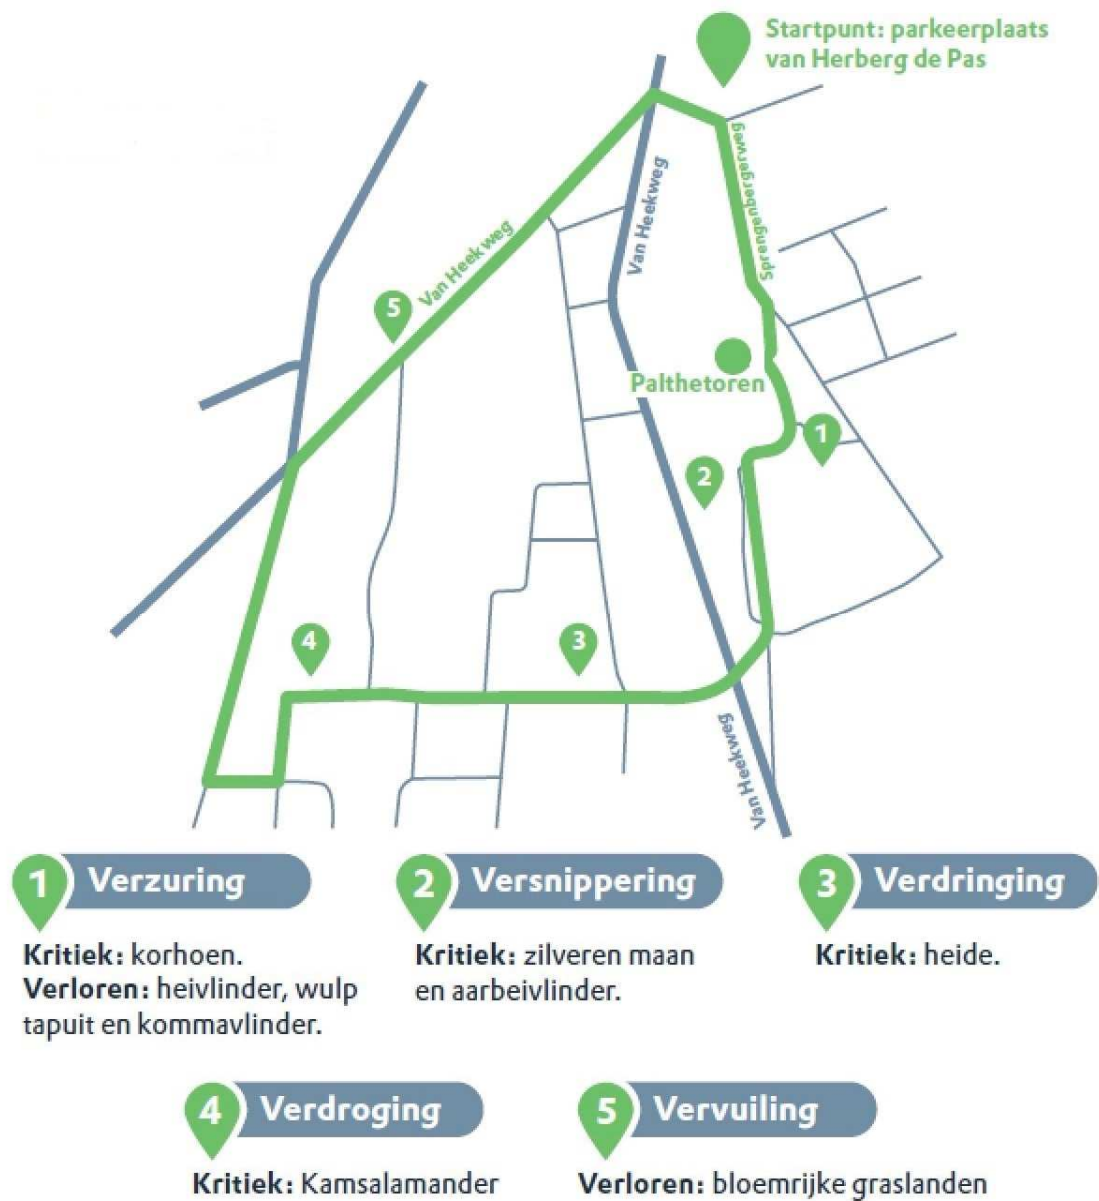 Startpunt: parkeerplaats
van Herberg de Pas
Sprengenbergerweg
Van Heekweg
Van Heekweg
5
Palthetoren
1
2
4
3
Van Heekweg
1 Verzuring
Kritiek: korhoen.
Verloren: heivlinder, wulp
tapuit en kommavlinder.
2 Versnippering
Kritiek: zilveren maan
en aarbeivlinder.
3 Verdringing
Kritiek: heide.
4 Verdroging
Kritiek: Kamsalamander
5 Vervuiling
Verloren: bloemrijke graslanden